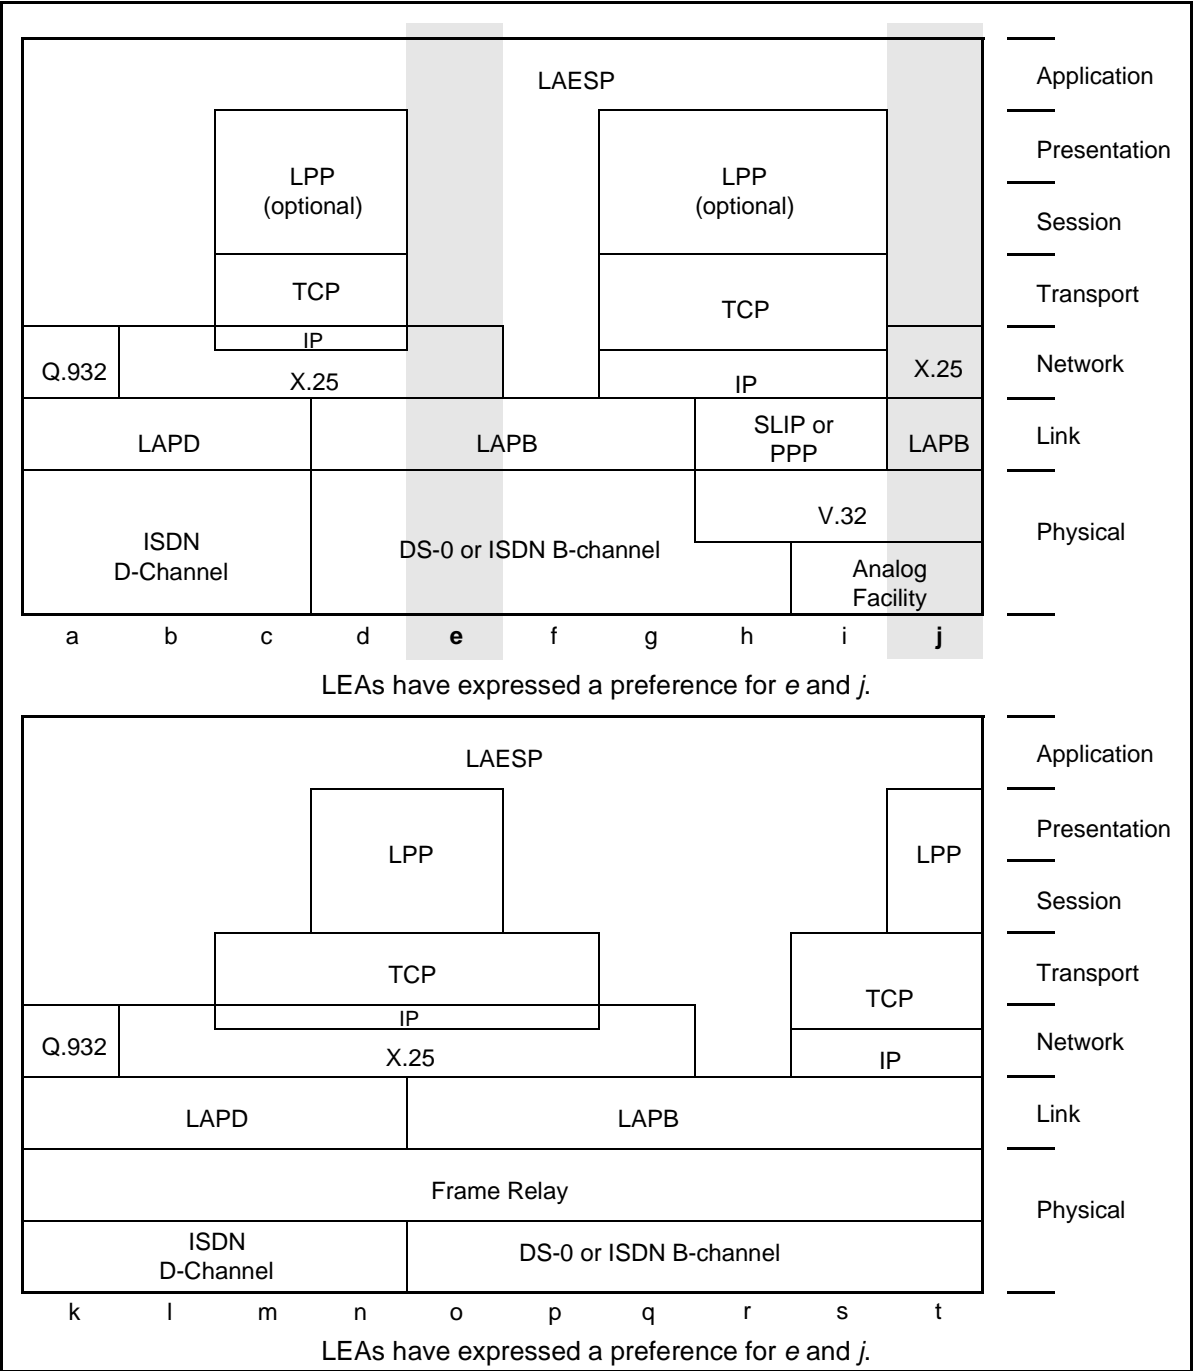 LAESP
Application
LPP
(optional)
LPP
(optional)
Presentation
Session
TCP
TCP
Transport
Q.932
IP
X.25
IP
X.25
Network
LAPD
LAPB
SLIP or
PPP
LAPB
Link
ISDN
D-Channel
DS-0 or ISDN B-channel
V.32
Analog
Facility
Physical
a b c d e f g h i j
LEAs have expressed a preference for e and j.
LAESP
Application
LPP
LPP
Presentation
Session
TCP
TCP
Transport
Q.932
IP
X.25
IP
Network
LAPD
LAPB
Link
Frame Relay
Physical
ISDN
D-Channel
DS-0 or ISDN B-channel
k l m n o p q r s t
LEAs have expressed a preference for e and j.